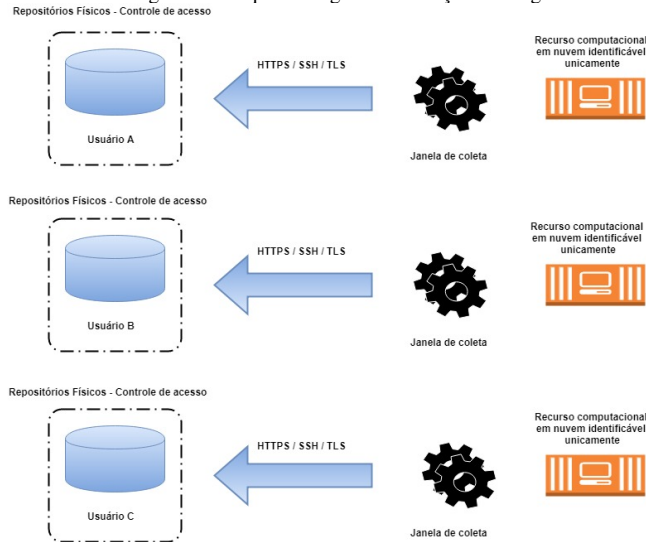 Repositórios Físicos - Controle de acesso
Usuário A
HTTPS / SSH / TLS
Janela de coleta
Recurso computacional
em nuvem identificável
unicamente
Repositórios Físicos - Controle de acesso
Usuário B
HTTPS / SSH / TLS
Janela de coleta
Recurso computacional
em nuvem identificável
unicamente
Repositórios Físicos - Controle de acesso
Usuário C
HTTPS / SSH / TLS
Janela de coleta
Recurso computacional
em nuvem identificável
unicamente